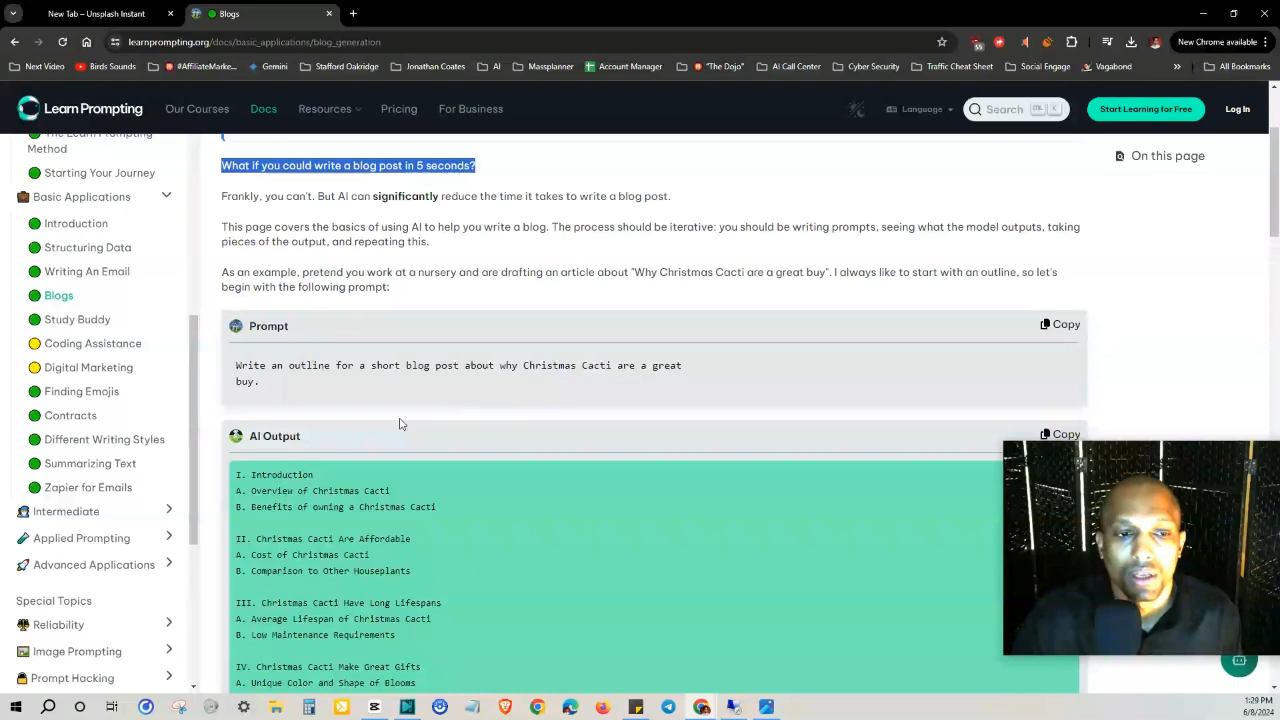 New Tab – Unsplash Instant
Blogs
learnprompting.org/docs/basic_applications/blog_generation
55
New Chrome available
Next Video
Birds Sounds
#AffiliateMarke...
Gemini
Stafford Oakridge
Jonathan Coates
AI
Massplanner
Account Manager
"The Dojo"
AI Call Center
Cyber Security
Traffic Cheat Sheet
Social Engineering
Vagabond
»
All Bookmarks
Learn Prompting
Our Courses
Docs
Resources
Pricing
For Business
Language
Search
CTRL
K
Start Learning for Free
Log In
The Learn Prompting
Method
Starting Your Journey
Basic Applications
Introduction
Structuring Data
Writing An Email
Blogs
Study Buddy
Coding Assistance
Digital Marketing
Finding Emojis
Contracts
Different Writing Styles
Summarizing Text
Zapier for Emails
Intermediate
Applied Prompting
Advanced Applications
Special Topics
Reliability
Image Prompting
Prompt Hacking
What if you could write a blog post in 5 seconds?
Frankly, you can't. But AI can significantly reduce the time it takes to write a blog post.
This page covers the basics of using AI to help you write a blog. The process should be iterative: you should be writing prompts, seeing what the model outputs, taking
pieces of the output, and repeating this.
As an example, pretend you work at a nursery and are drafting an article about "Why Christmas Cacti are a great buy". I always like to start with an outline, so let's
begin with the following prompt:
Prompt
Copy
Write an outline for a short blog post about why Christmas Cacti are a great
buy.
AI Output
Copy
I. Introduction
A. Overview of Christmas Cacti
B. Benefits of owning a Christmas Cacti
II. Christmas Cacti Are Affordable
A. Cost of Christmas Cacti
B. Comparison to Other Houseplants
III. Christmas Cacti Have Long Lifespans
A. Average Lifespan of Christmas Cacti
B. Low Maintenance Requirements
IV. Christmas Cacti Make Great Gifts
A. Unique Color and Shape of Blooms
On this page
1:29 PM
6/8/2024